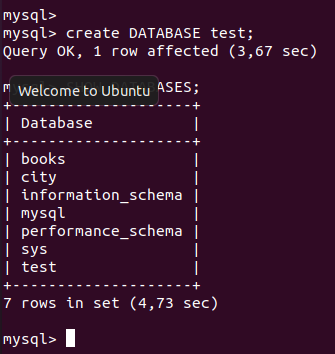 mysql>
mysql> create DATABASE test;
Query OK, 1 row affected (3,67 sec)
Welcome to Ubuntu
ASES;
+--------------------+
| Database           |
+--------------------+
| books              |
| city               |
| information_schema |
| mysql              |
| performance_schema |
| sys                |
| test               |
+--------------------+
7 rows in set (4,73 sec)
mysql>